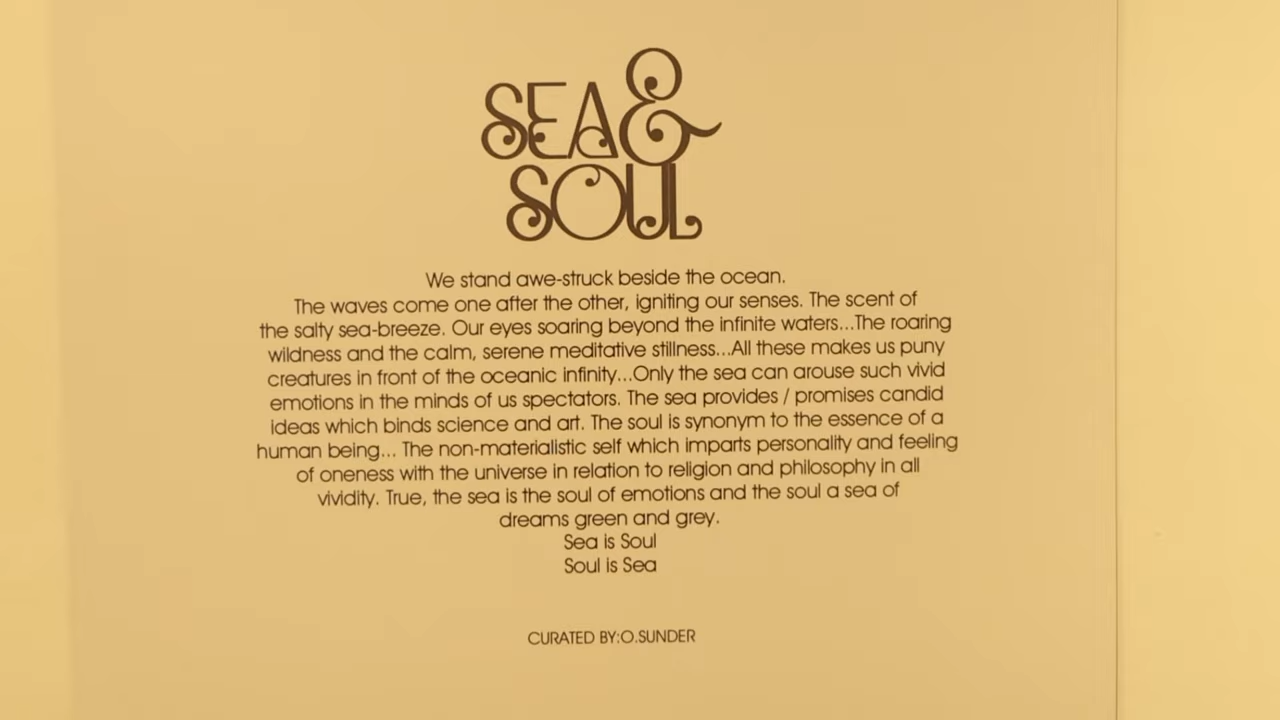 SEA &
SOUL
We stand awe-struck beside the ocean.
The waves come one after the other, igniting our senses. The scent of
the salty sea-breeze. Our eyes soaring beyond the infinite waters...The roaring
wildness and the calm, serene meditative stillness...All these makes us puny
creatures in front of the oceanic infinity...Only the sea can arouse such vivid
emotions in the minds of us spectators. The sea provides / promises candid
ideas which binds science and art. The soul is synonym to the essence of a
human being... The non-materialistic self which imparts personality and feeling
of oneness with the universe in relation to religion and philosophy in all
vividity. True, the sea is the soul of emotions and the soul a sea of
dreams green and grey.
Sea is Soul
Soul is Sea
CURATED BY:O.SUNDER